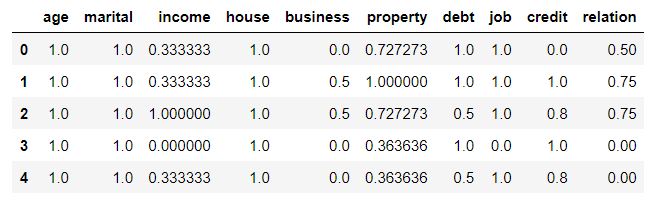 age marital income house business property debt job credit relation
0 1.0 1.0 0.333333 1.0 0.0 0.727273 1.0 1.0 0.0 0.50
1 1.0 1.0 0.333333 1.0 0.5 1.000000 1.0 1.0 1.0 0.75
2 1.0 1.0 1.000000 1.0 0.5 0.727273 0.5 1.0 0.8 0.75
3 1.0 1.0 0.000000 1.0 0.0 0.363636 1.0 0.0 1.0 0.00
4 1.0 1.0 0.333333 1.0 0.0 0.363636 0.5 1.0 0.8 0.00